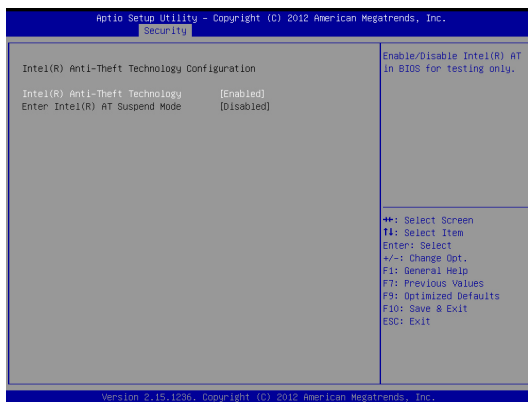 Aptio Setup Utility – Copyright (C) 2012 American Megatrends, Inc.
Security
Intel(R) Anti-Theft Technology Configuration
Intel(R) Anti-Theft Technology [Enabled]
Enter Intel(R) AT Suspend Mode [Disabled]
Enable/Disable Intel(R) AT
in BIOS for testing only.
→←: Select Screen
↑↓: Select Item
Enter: Select
+/-: Change Opt.
F1: General Help
F7: Previous Values
F9: Optimized Defaults
F10: Save & Exit
ESC: Exit
Version 2.15.1236. Copyright (C) 2012 American Megatrends, Inc.